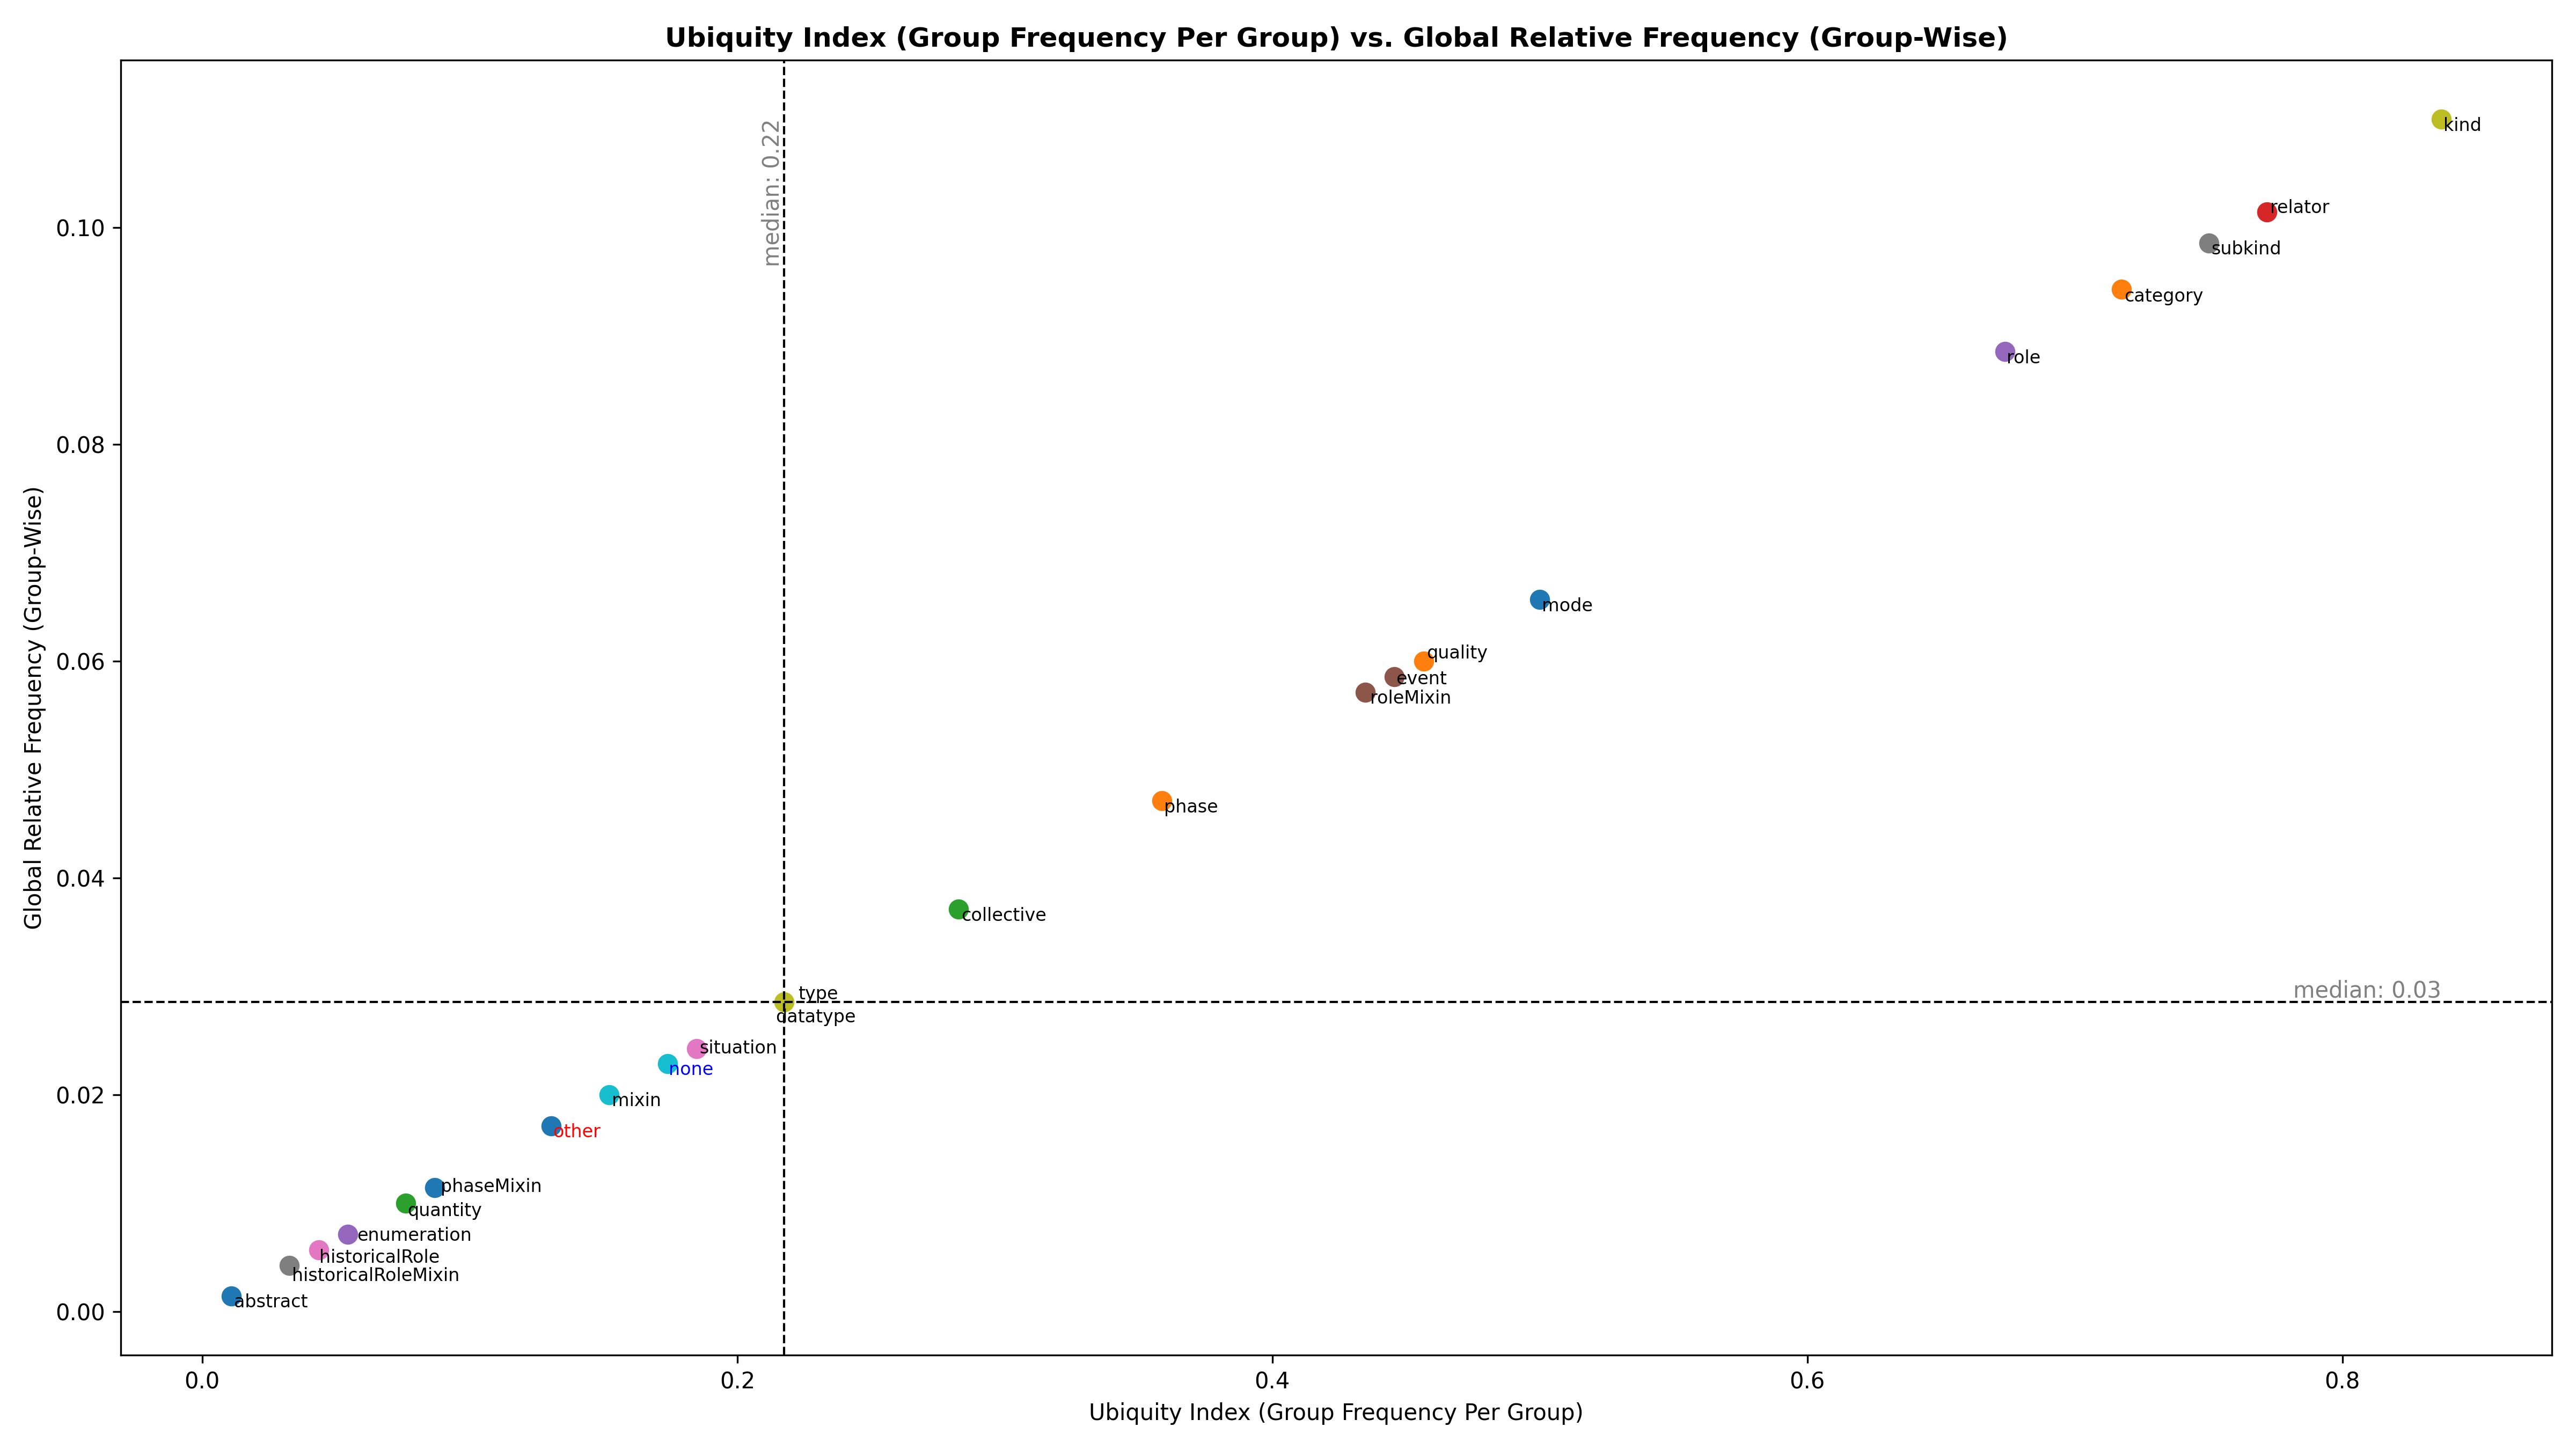 Ubiquity Index (Group Frequency Per Group) vs. Global Relative Frequency (Group-Wise)
Global Relative Frequency (Group-Wise)
0.10
0.08
0.06
0.04
0.02
0.00
median: 0.22
kind
relator
subkind
category
role
mode
quality
event
roleMixin
phase
collective
median: 0.03
type
datatype
situation
none
mixin
other
phaseMixin
quantity
enumeration
historicalRole
historicalRoleMixin
abstract
0.0
0.2
0.4
0.6
0.8
Ubiquity Index (Group Frequency Per Group)